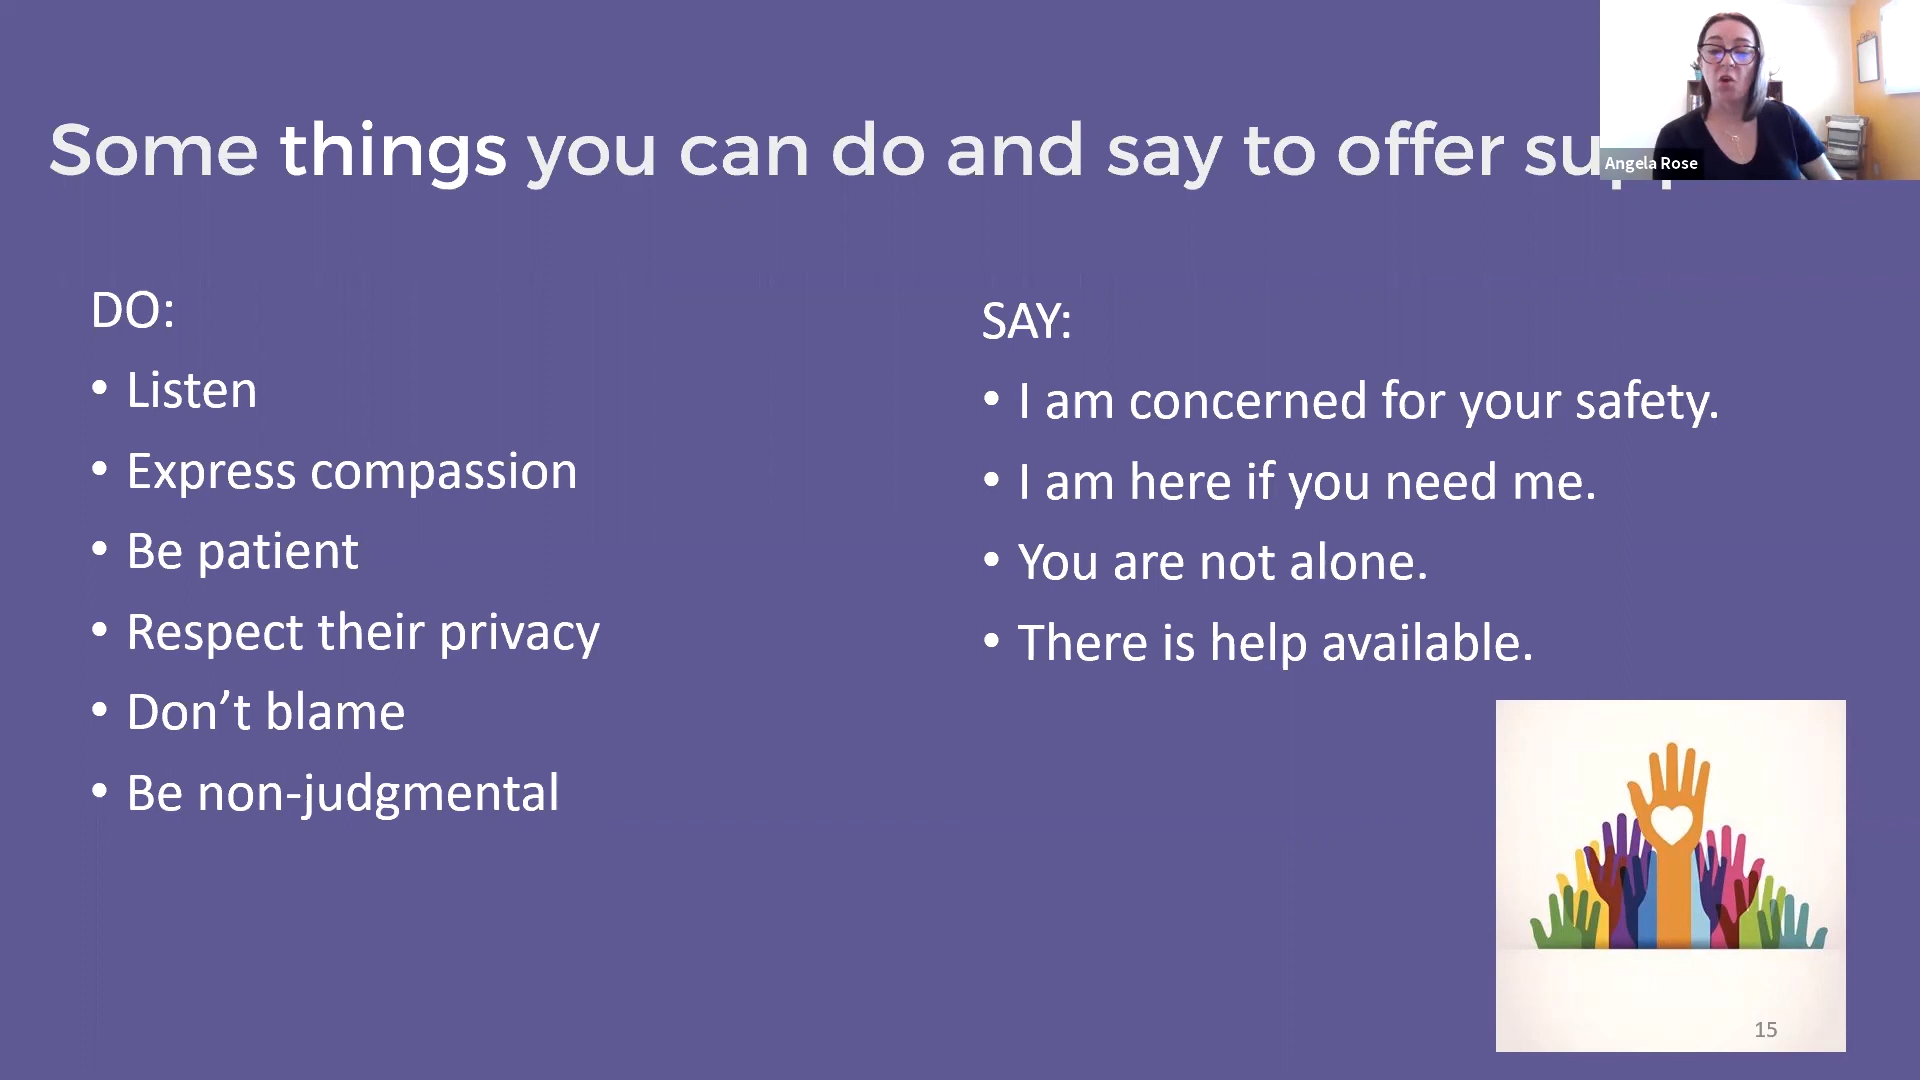 Some things you can do and say to offer
Angela Rose
DO:
• Listen
• Express compassion
• Be patient
• Respect their privacy
• Don’t blame
• Be non-judgmental
SAY:
• I am concerned for your safety.
• I am here if you need me.
• You are not alone.
• There is help available.
15